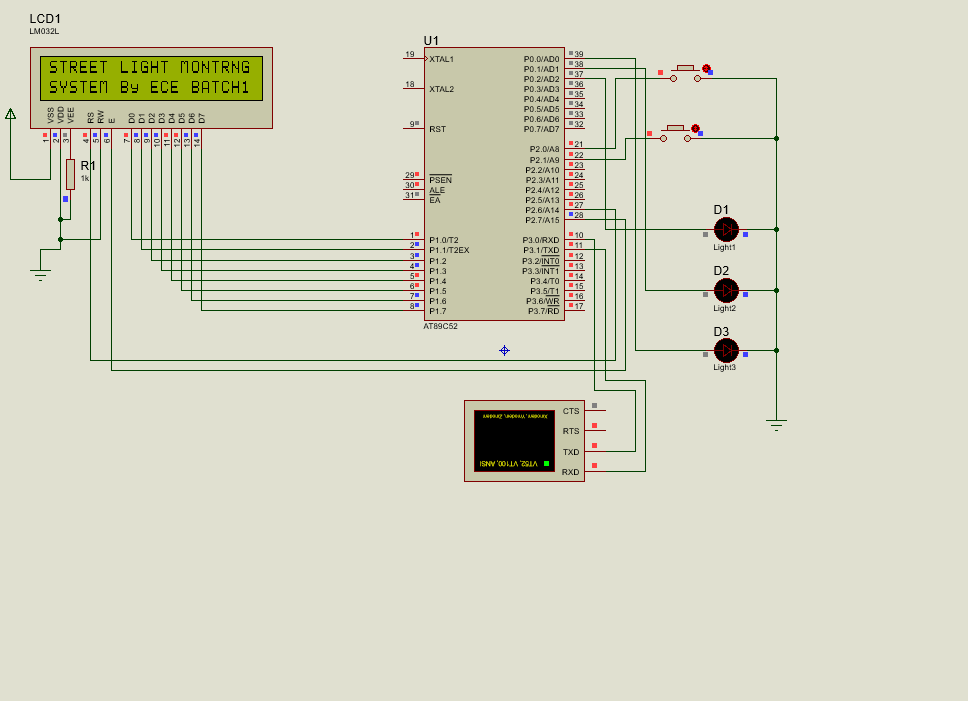 LCD1
LM032L
STREET LIGHT MONTRNG
SYSTEM By ECE BATCH1
VSS
VDD
VEE
RS
RW
E
D0
D1
D2
D3
D4
D5
D6
D7
1
2
3
4
5
6
7
8
9
10
11
12
13
14
R1
1k
U1
19
XTAL1
18
XTAL2
9
RST
29
PSEN
30
ALE
31
EA
1
P1.0/T2
2
P1.1/T2EX
3
P1.2
4
P1.3
5
P1.4
6
P1.5
7
P1.6
8
P1.7
P0.0/AD0
39
P0.1/AD1
38
P0.2/AD2
37
P0.3/AD3
36
P0.4/AD4
35
P0.5/AD5
34
P0.6/AD6
33
P0.7/AD7
32
P2.0/A8
21
P2.1/A9
22
P2.2/A10
23
P2.3/A11
24
P2.4/A12
25
P2.5/A13
26
P2.6/A14
27
P2.7/A15
28
P3.0/RXD
10
P3.1/TXD
11
P3.2/INT0
12
P3.3/INT1
13
P3.4/T0
14
P3.5/T1
15
P3.6/WR
16
P3.7/RD
17
AT89C52
D1
Light1
D2
Light2
D3
Light3
CTS
RTS
TXD
RXD
Xmodem, Ymodem, Zmodem
VT52, VT100, ANSI